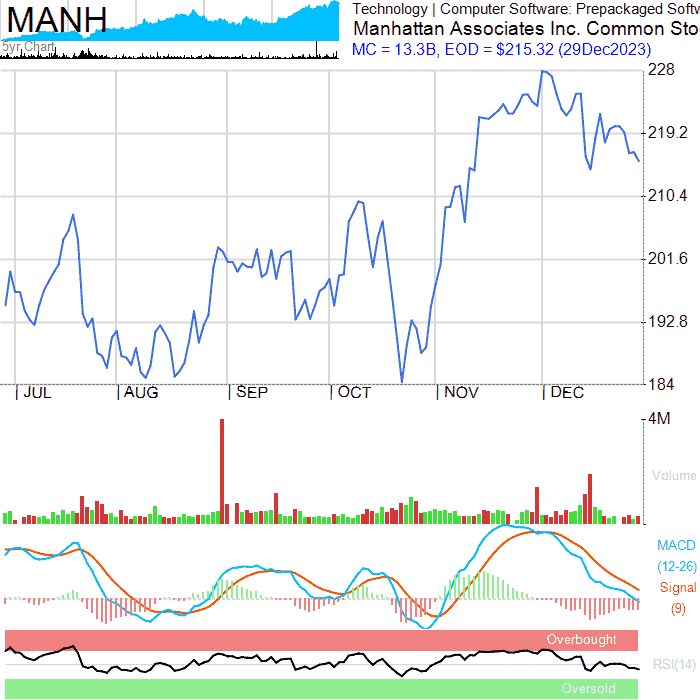 MANH
5yr Chart
Technology | Computer Software: Prepackaged Softw
Manhattan Associates Inc. Common Sto
MC = 13.3B, EOD = $215.32 (29Dec2023)
228
219.2
210.4
201.6
192.8
184
| JUL | AUG | SEP | OCT | NOV | DEC
4M
Volume
MACD
(12-26)
Signal
(9)
Overbought
RSI(14)
Oversold